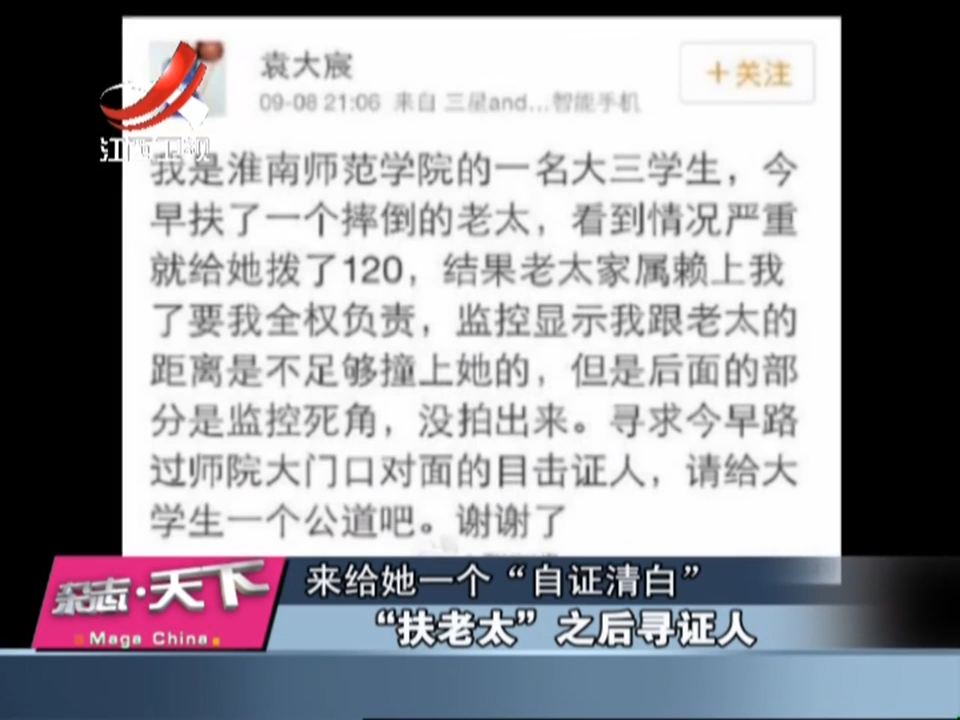 袁大宸
+关注
09-08 21:06 来自 三星and...智能手机
江西卫视
我是淮南师范学院的一名大三学生，今
早扶了一个摔倒的老太，看到情况严重
就给她拨了120，结果老太家属赖上我
了要我全权负责，监控显示我跟老太的
距离是不足够撞上她的，但是后面的部
分是监控死角，没拍出来。寻求今早路
过师院大门口对面的目击证人，请给大
学生一个公道吧。谢谢了
杂志·天下
Maga China
来给她一个“自证清白”
“扶老太”之后寻证人